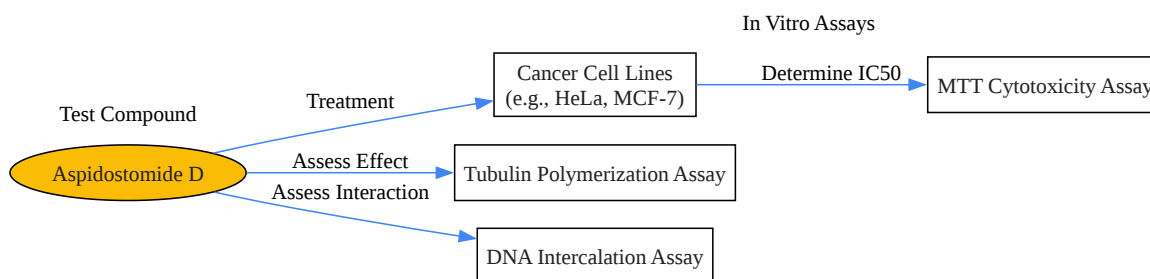 In Vitro Assays
Cancer Cell Lines
(e.g., HeLa, MCF-7)
Determine IC50
MTT Cytotoxicity Assay
Treatment
Test Compound
Aspidostomide D
Assess Effect
Tubulin Polymerization Assay
Assess Interaction
DNA Intercalation Assay